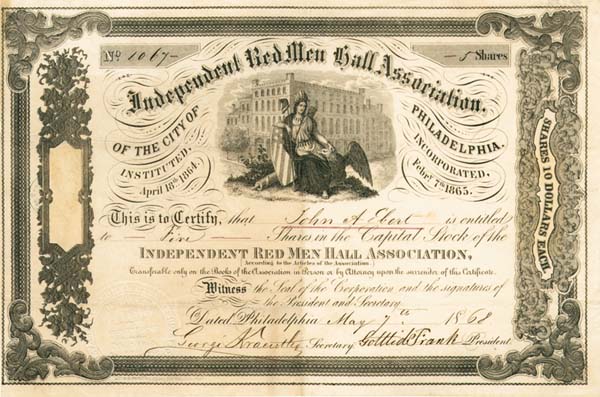 No 1067
5 Shares
Independent Red Men Hall Association.
OF THE CITY OF PHILADELPHIA.
INSTITUTED.
April 18th 1864.
INCORPORATED.
Febry 7th 1865.
SHARES 10 DOLLARS EACH.
This is to Certify, that John A Ebert is entitled
to Five Shares in the Capital Stock of the
INDEPENDENT RED MEN HALL ASSOCIATION,
(According to the Articles of the Association.)
Transferable only on the Books of the Association in Person or by Attorney upon the surrender of this Certificate.
Witness the Seal of the Corporation and the signatures of
the President and Secretary.
Dated Philadelphia May 7th 1868
George Secretary. Gottlieb Frank President